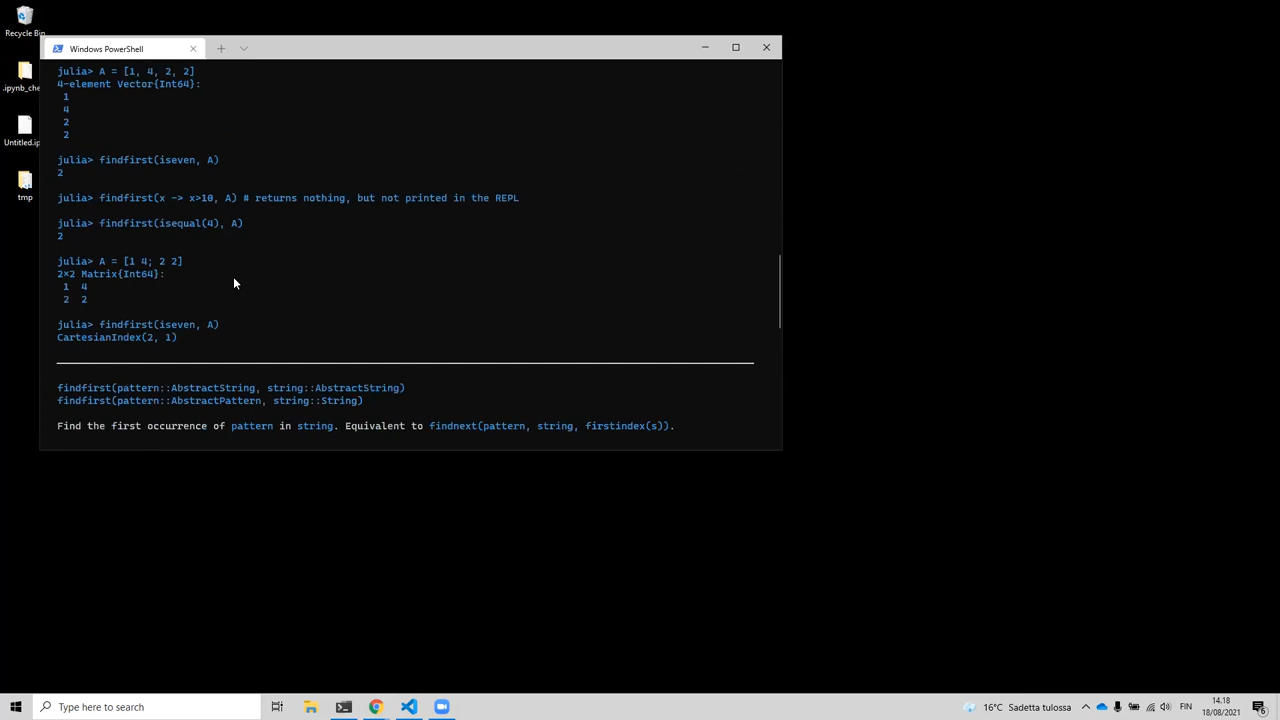 Recycle Bin
.ipynb_che
Untitled.ip
tmp
Windows PowerShell
julia> A = [1, 4, 2, 2]
4-element Vector{Int64}:
1
4
2
2
julia> findfirst(iseven, A)
2
julia> findfirst(x -> x>10, A) # returns nothing, but not printed in the REPL
julia> findfirst(isequal(4), A)
2
julia> A = [1 4; 2 2]
2×2 Matrix{Int64}:
1  4
2  2
julia> findfirst(iseven, A)
CartesianIndex(2, 1)
findfirst(pattern::AbstractString, string::AbstractString)
findfirst(pattern::AbstractPattern, string::String)
Find the first occurrence of pattern in string. Equivalent to findnext(pattern, string, firstindex(s)).
Type here to search
16°C Sadetta tulossa
FIN
14.18
18/08/2021
6